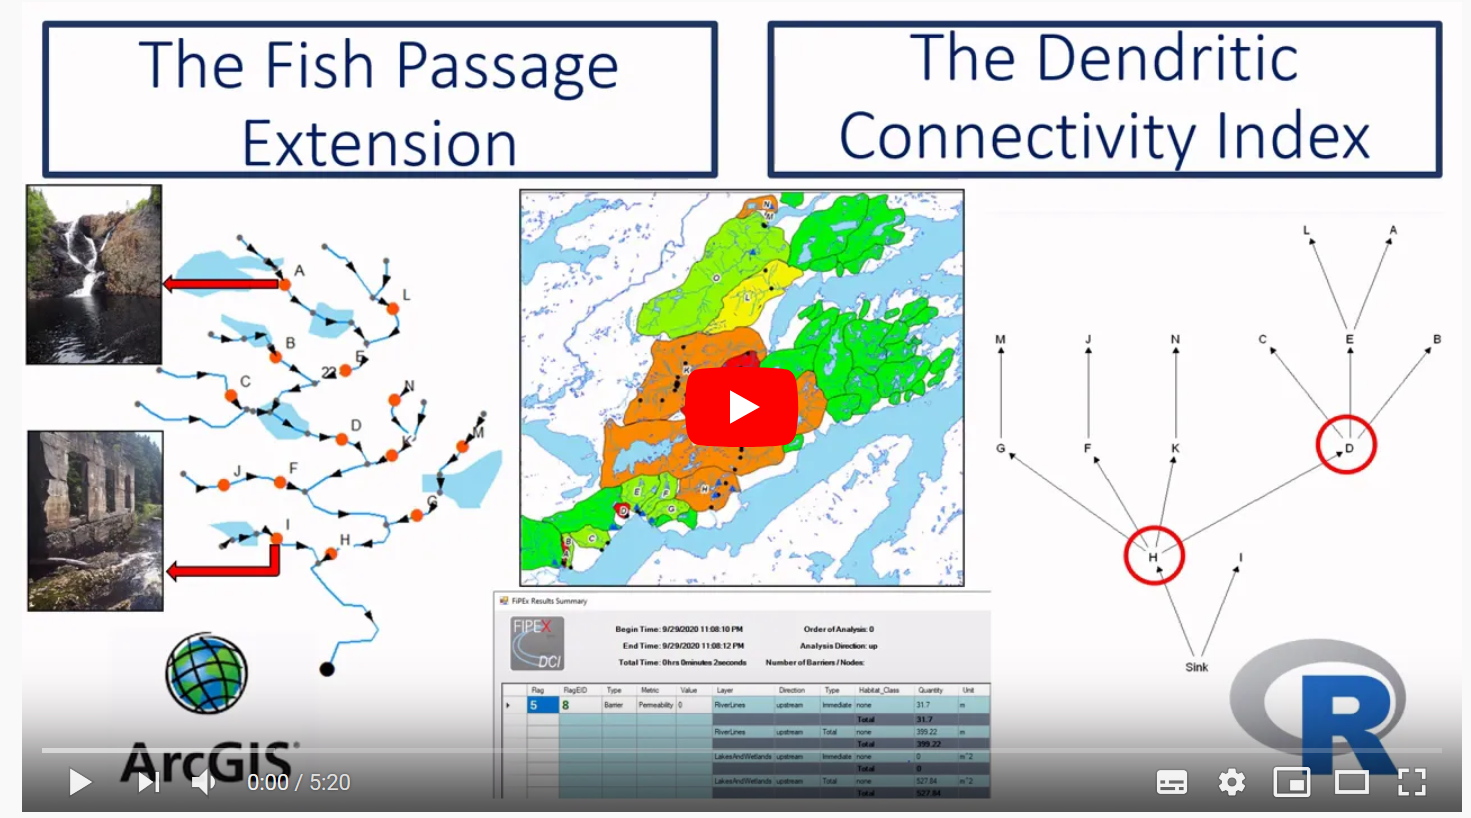 The Fish Passage
Extension
The Dendritic
Connectivity Index
A
L
B
E
22
C
N
D
K
M
J
F
G
I
H
ArcGIS
N
M
O
L
K
E
F
H
D
G
C
B
A
L
A
M
J
N
C
E
B
G
F
K
D
H
I
Sink
R
FiPEx Results Summary
FIPEX
DCI
Begin Time: 9/29/2020 11:08:10 PM
Order of Analysis: 0
End Time: 9/29/2020 11:08:12 PM
Analysis Direction: up
Total Time: 0hrs 0minutes 2seconds
Number of Barriers / Nodes:
Flag FlagEID Type Metric Value Layer Direction Type Habitat_Class Quantity Unit
5 8 Barrier Permeability 0 RiverLines upstream Immediate none 31.7 m
Total 31.7
RiverLines upstream Total none 399.22 m
Total 399.22
LakesAndWetlands upstream Immediate none 0 m^2
Total 0
LakesAndWetlands upstream Total none 527.84 m^2
Total 527.84
0:00 / 5:20